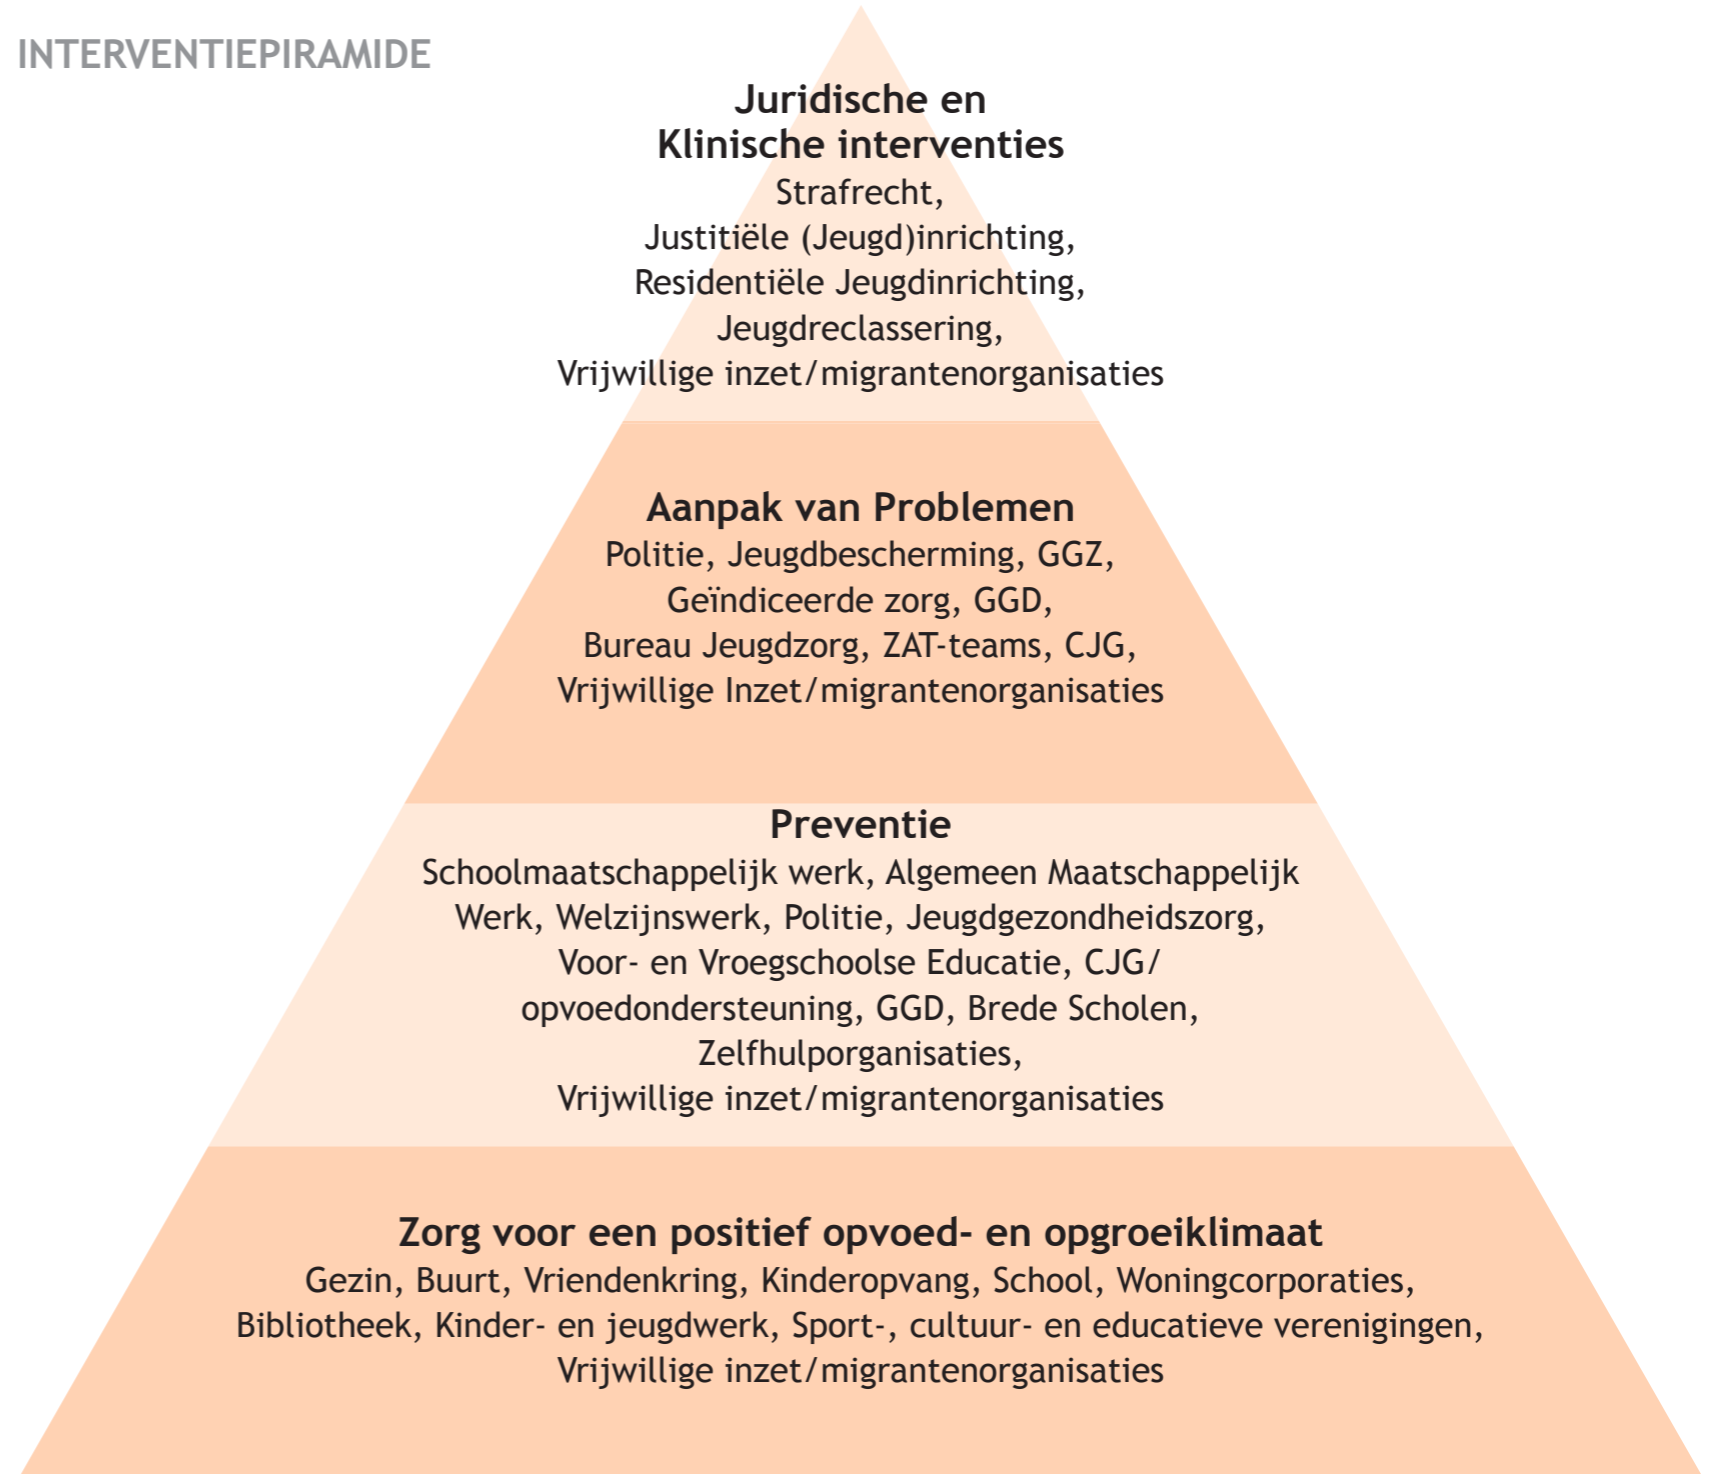 INTERVENTIEPIRAMIDE
Juridische en
Klinische interventies
Strafrecht,
Justitiële (Jeugd)inrichting,
Residentiële Jeugdinrichting,
Jeugdreclassering,
Vrijwillige inzet/migrantenorganisaties
Aanpak van Problemen
Politie, Jeugdbescherming, GGZ,
Geïndiceerde zorg, GGD,
Bureau Jeugdzorg, ZAT-teams, CJG,
Vrijwillige Inzet/migrantenorganisaties
Preventie
Schoolmaatschappelijk werk, Algemeen Maatschappelijk
Werk, Welzijnswerk, Politie, Jeugdgezondheidszorg,
Voor- en Vroegschoolse Educatie, CJG/
opvoedondersteuning, GGD, Brede Scholen,
Zelfhulporganisaties,
Vrijwillige inzet/migrantenorganisaties
Zorg voor een positief opvoed- en opgroeiklimaat
Gezin, Buurt, Vriendenkring, Kinderopvang, School, Woningcorporaties,
Bibliotheek, Kinder- en jeugdwerk, Sport-, cultuur- en educatieve verenigingen,
Vrijwillige inzet/migrantenorganisaties